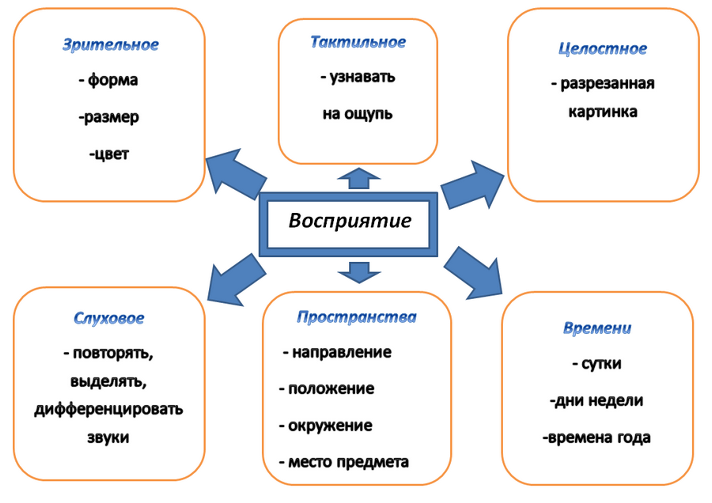 Зрительное
- форма
-размер
-цвет
Тактильное
- узнавать
на ощупь
Целостное
- разрезанная
картинка
Восприятие
Слуховое
- повторять,
выделять,
дифференцировать
звуки
Пространства
- направление
- положение
- окружение
- место предмета
Времени
- сутки
-дни недели
-времена года